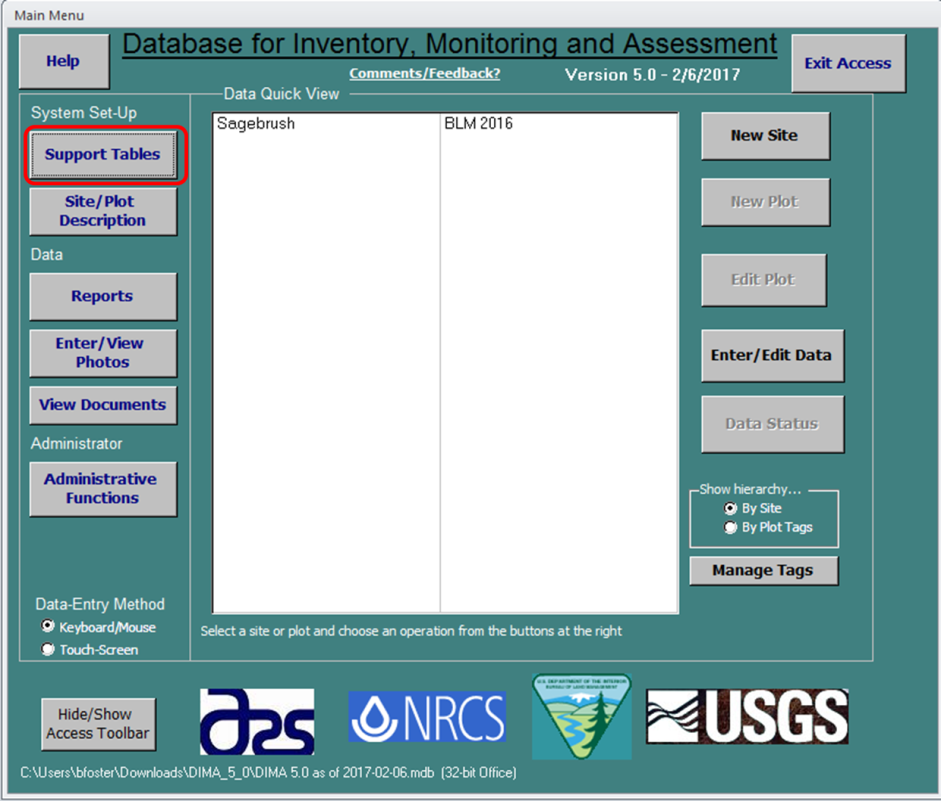 Main Menu
Help
Database for Inventory, Monitoring and Assessment
Comments/Feedback?
Version 5.0 - 2/6/2017
Exit Access
System Set-Up
Support Tables
Site/Plot
Description
Data
Reports
Enter/View
Photos
View Documents
Administrator
Administrative
Functions
Data-Entry Method
Keyboard/Mouse
Touch-Screen
Data Quick View
Sagebrush BLM 2016
Select a site or plot and choose an operation from the buttons at the right
New Site
New Plot
Edit Plot
Enter/Edit Data
Data Status
Show hierarchy...
By Site
By Plot Tags
Manage Tags
Hide/Show
Access Toolbar
ars
NRCS
U.S. DEPARTMENT OF THE INTERIOR
BUREAU OF LAND MANAGEMENT
USGS
C:\Users\bfoster\Downloads\DIMA_5_0\DIMA 5.0 as of 2017-02-06.mdb (32-bit Office)